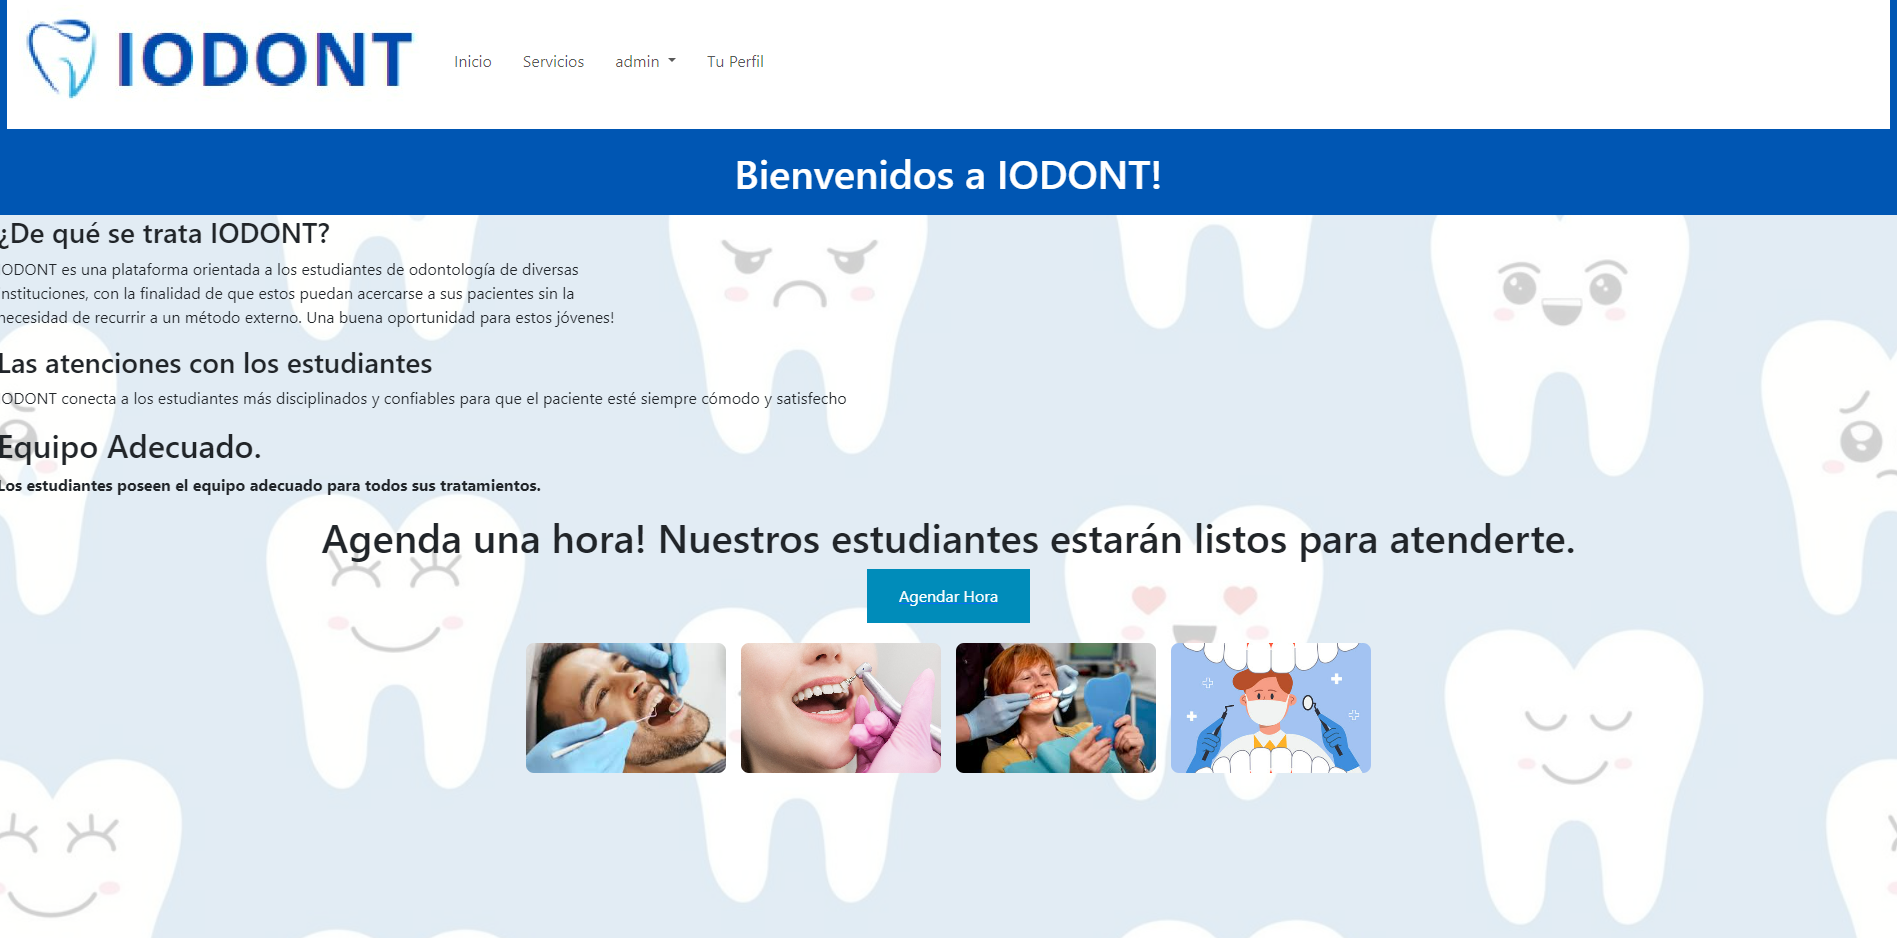 IODONT
Inicio Servicios admin Tu Perfil
Bienvenidos a IODONT!
¿De qué se trata IODONT?
IODONT es una plataforma orientada a los estudiantes de odontología de diversas
instituciones, con la finalidad de que estos puedan acercarse a sus pacientes sin la
necesidad de recurrir a un método externo. Una buena oportunidad para estos jóvenes!
Las atenciones con los estudiantes
IODONT conecta a los estudiantes más disciplinados y confiables para que el paciente esté siempre cómodo y satisfecho
Equipo Adecuado.
Los estudiantes poseen el equipo adecuado para todos sus tratamientos.
Agenda una hora! Nuestros estudiantes estarán listos para atenderte.
Agendar Hora